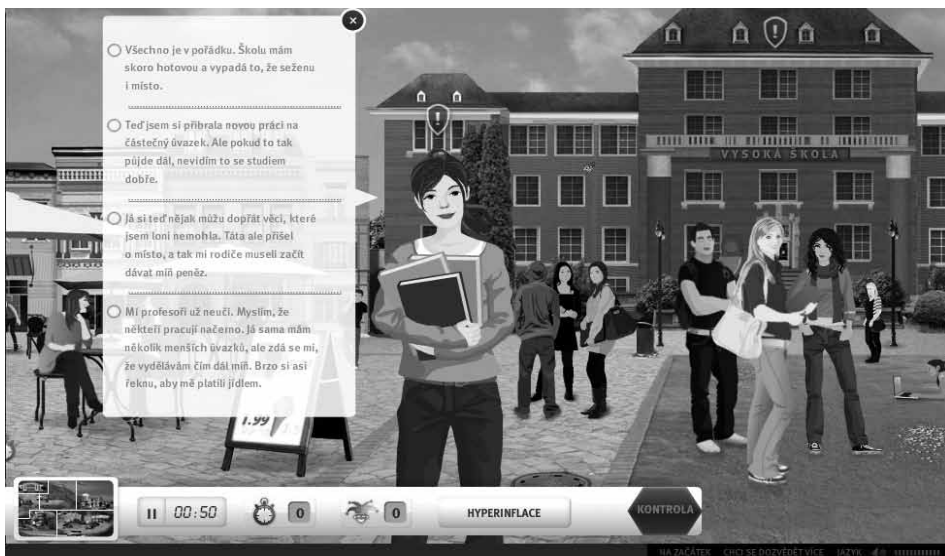 Všechno je v pořádku. Školu mám
skoro hotovou a vypadá to, že seženu
i místo.
Teď jsem si přibrala novou práci na
částečný úvazek. Ale pokud to tak
půjde dál, nevidím to se studiem
dobře.
Já si teď nějak můžu dopřát věci, které
jsem loni nemohla. Táta ale přišel
o místo, a tak mi rodiče museli začít
dávat míň peněz.
Mí profesoři už neučí. Myslím, že
někteří pracují načerno. Já sama mám
několik menších úvazků, ale zdá se mi,
že vydělávám čím dál míň. Brzo si asi
řeknu, aby mě platili jídlem.
VYSOKÁ ŠKOLA
1.99
00:50
0
0
HYPERINFLACE
KONTROLA
NA ZAČÁTEK CHCI SE DOZVĚDĚT VÍCE JAZYK